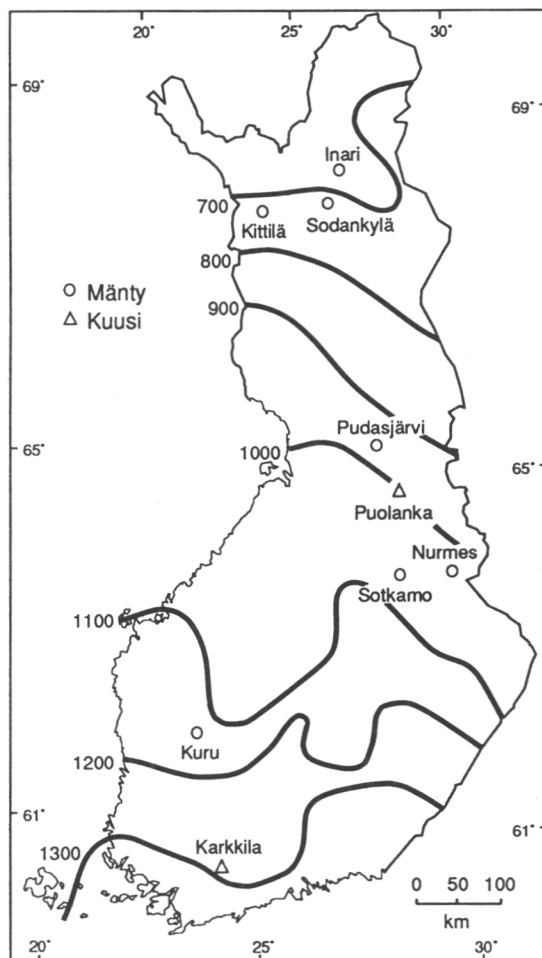 20° 25° 30°
69°
69°
Inari
700
Kittilä
Sodankylä
800
Mänty
900
Kuusi
Pudasjärvi
1000
65°
65°
Puolanka
Nurmes
Sotkamo
1100
Kuru
1200
61°
61°
Karkkila
1300
0 50 100
km
20° 25° 30°